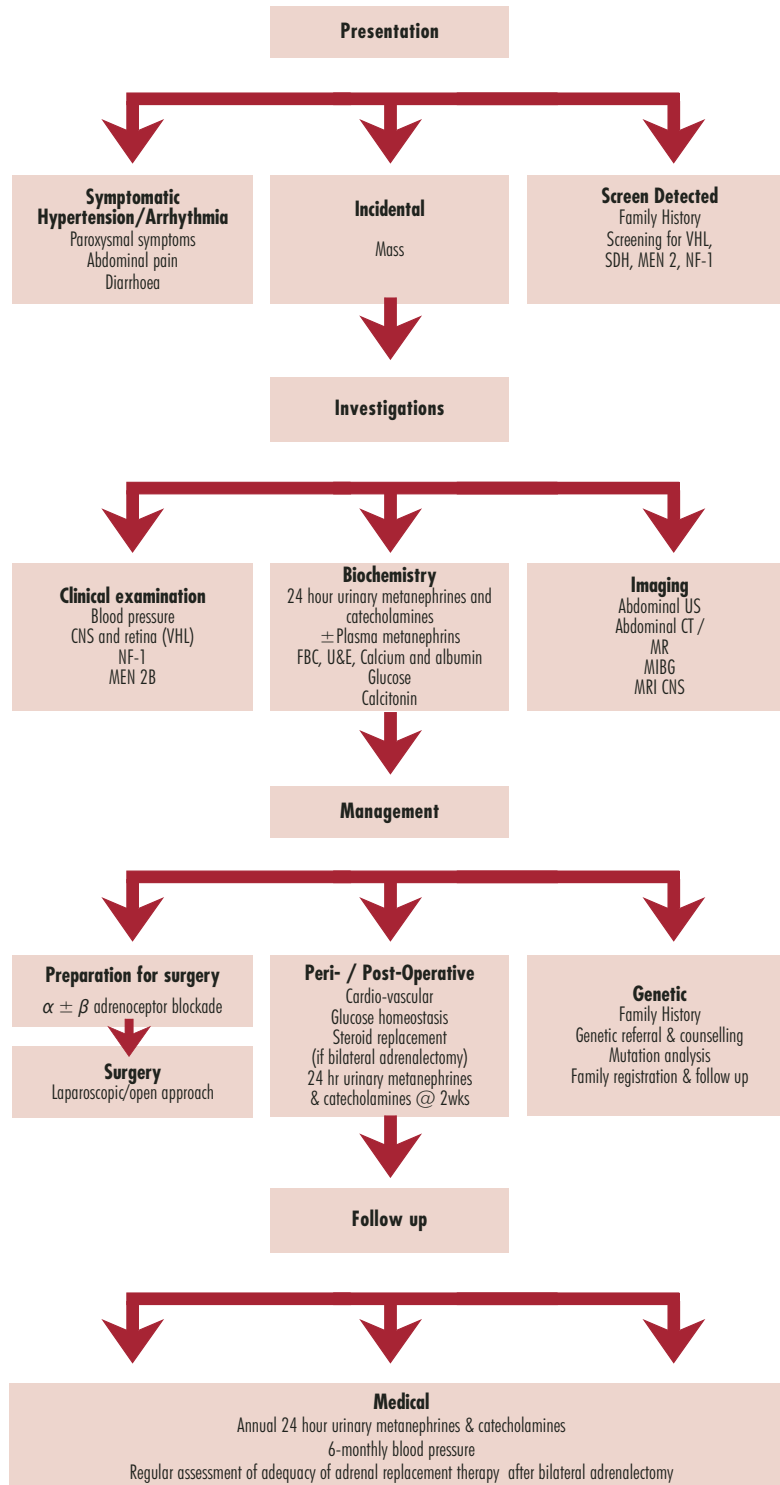 Presentation
Symptomatic
Hypertension/Arrhythmia
Paroxysmal symptoms
Abdominal pain
Diarrhoea
Incidental
Mass
Screen Detected
Family History
Screening for VHL,
SDH, MEN 2, NF-1
Investigations
Clinical examination
Blood pressure
CNS and retina (VHL)
NF-1
MEN 2B
Biochemistry
24 hour urinary metanephrines and
catecholamines
±Plasma metanephrins
FBC, U&E, Calcium and albumin
Glucose
Calcitonin
Imaging
Abdominal US
Abdominal CT /
MR
MIBG
MRI CNS
Management
Preparation for surgery
α ± β adrenoceptor blockade
Surgery
Laparoscopic/open approach
Peri- / Post-Operative
Cardio-vascular
Glucose homeostasis
Steroid replacement
(if bilateral adrenalectomy)
24 hr urinary metanephrines
& catecholamines @ 2wks
Genetic
Family History
Genetic referral & counselling
Mutation analysis
Family registration & follow up
Follow up
Medical
Annual 24 hour urinary metanephrines & catecholamines
6-monthly blood pressure
Regular assessment of adequacy of adrenal replacement therapy after bilateral adrenalectomy